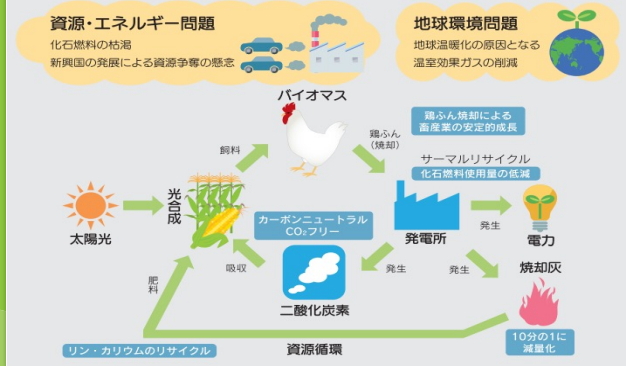 資源・エネルギー問題
化石燃料の枯渇
新興国の発展による資源争奪の懸念
地球環境問題
地球温暖化の原因となる
温室効果ガスの削減
バイオマス
鶏ふん焼却による
畜産業の安定的成長
鶏ふん
(焼却)
飼料
サーマルリサイクル
化石燃料使用量の低減
光合成
太陽光
カーボンニュートラル
CO₂フリー
発電所
発生
電力
吸収
発生
発生
焼却灰
肥料
二酸化炭素
10分の1に
減量化
リン・カリウムのリサイクル
資源循環